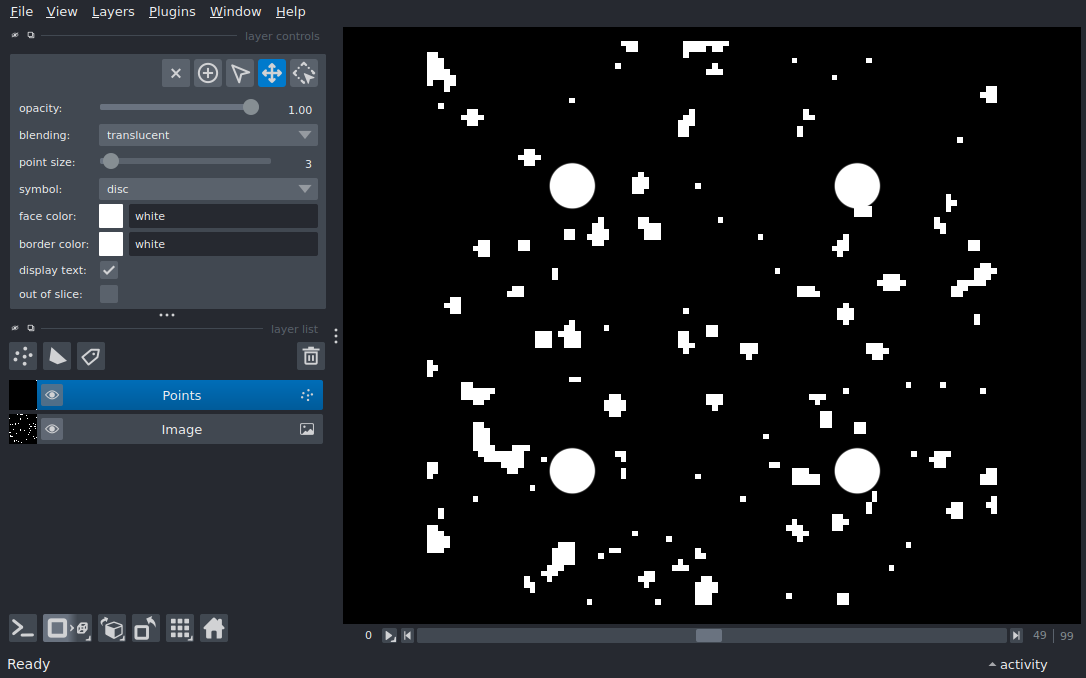 File View Layers Plugins Window Help
layer controls
opacity: 1.00
blending: translucent
point size: 3
symbol: disc
face color: white
border color: white
display text:
out of slice:
layer list
Points
Image
0 49 | 99
Ready activity